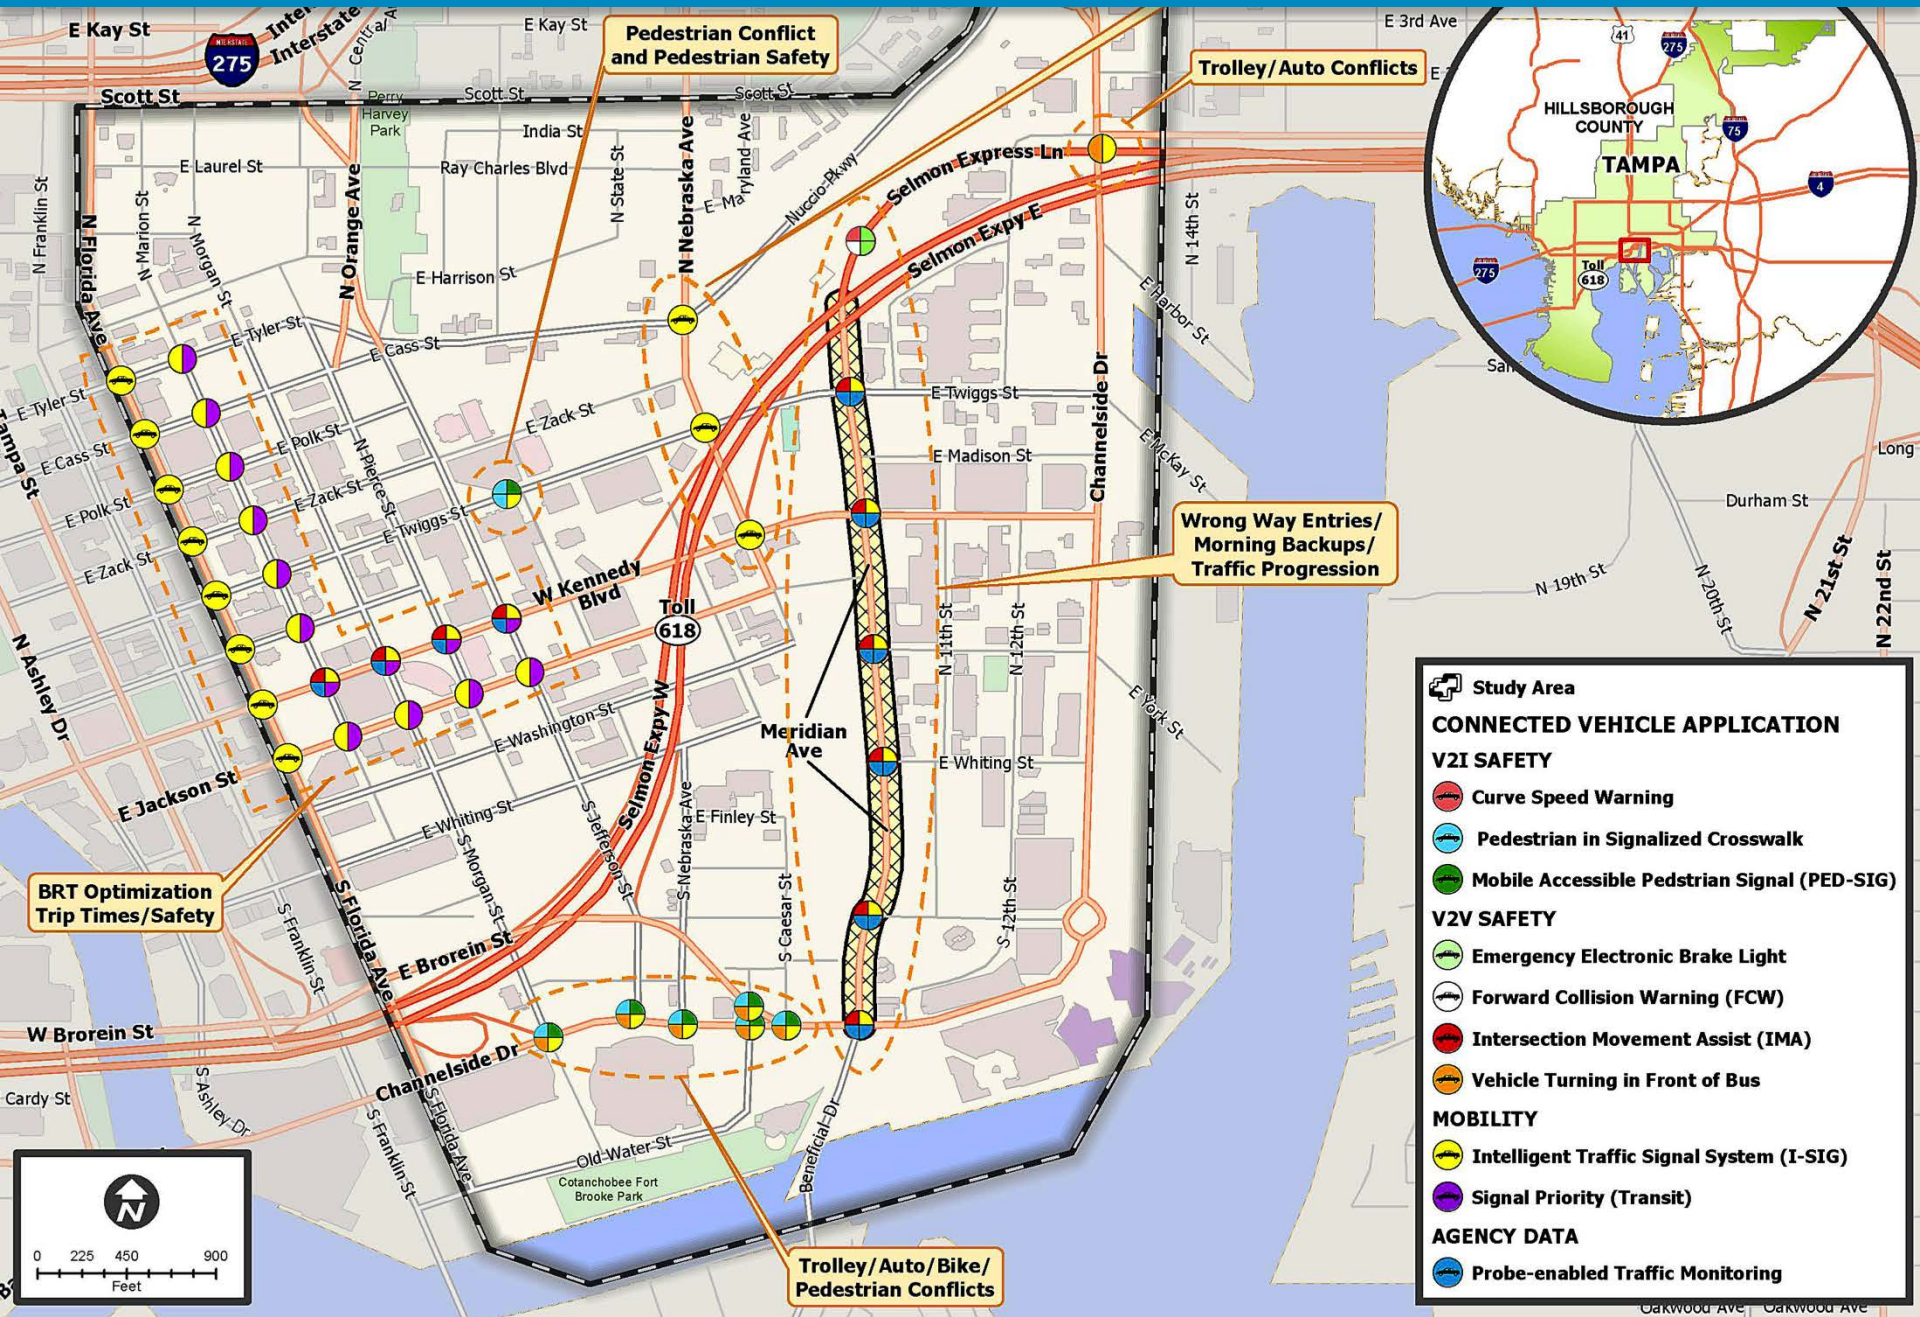 E Kay St
INTERSTATE
275
Interstate
E Kay St
E 3rd Ave
Scott St
Scott St
Scott St
N Central A
Perry
Harvey
Park
Pedestrian Conflict
and Pedestrian Safety
Trolley/Auto Conflicts
India St
E Laurel St
Ray Charles Blvd
N Franklin St
N Florida Ave
N Marion St
N Morgan St
N Orange Ave
N State St
N Nebraska Ave
E Maryland Ave
Nuccio Pkwy
Selmon Express Ln
Selmon Expy E
N 14th St
E Harrison St
E Harbor St
E Tyler St
E Cass St
E Tyler St
E Cass St
E Polk St
E Zack St
E Polk St
E Zack St
E Zack St
N Pierce St
E Twiggs St
E Twiggs St
E Madison St
Channelside Dr
E McKay St
Tampa St
N Ashley Dr
W Kennedy
Blvd
Toll
618
Wrong Way Entries/
Morning Backups/
Traffic Progression
N 11th St
N 12th St
E York St
Meridian
Ave
E Washington St
Selmon Expy W
E Whiting St
E Jackson St
E Whiting St
E Finley St
S Jefferson St
S Nebraska Ave
S Morgan St
S Caesar St
S 12th St
BRT Optimization
Trip Times/Safety
S Florida Ave
S Franklin St
E Brorein St
W Brorein St
Channelside Dr
Cardy St
S Ashley Dr
S Franklin St
S Florida Ave
Old Water St
Cotanchobee Fort
Brooke Park
Beneficial Dr
Trolley/Auto/Bike/
Pedestrian Conflicts
N
0 225 450 900
Feet
41
275
HILLSBOROUGH
COUNTY
75
TAMPA
4
275
Toll
618
San
Long
Durham St
N 19th St
N 20th St
N 21st St
N 22nd St
Study Area
CONNECTED VEHICLE APPLICATION
V2I SAFETY
Curve Speed Warning
Pedestrian in Signalized Crosswalk
Mobile Accessible Pedstrian Signal (PED-SIG)
V2V SAFETY
Emergency Electronic Brake Light
Forward Collision Warning (FCW)
Intersection Movement Assist (IMA)
Vehicle Turning in Front of Bus
MOBILITY
Intelligent Traffic Signal System (I-SIG)
Signal Priority (Transit)
AGENCY DATA
Probe-enabled Traffic Monitoring
Oakwood Ave Oakwood Ave